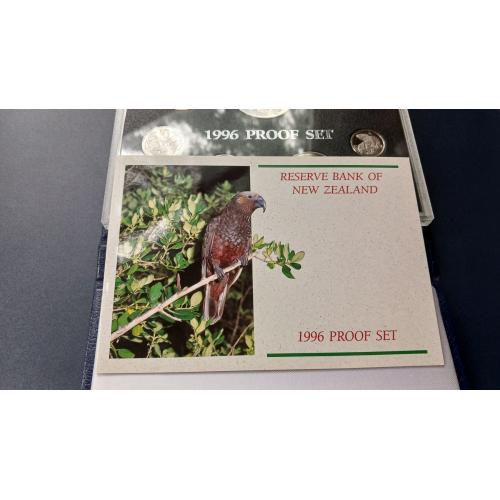 1996 PROOF SET
RESERVE BANK OF
NEW ZEALAND
1996 PROOF SET